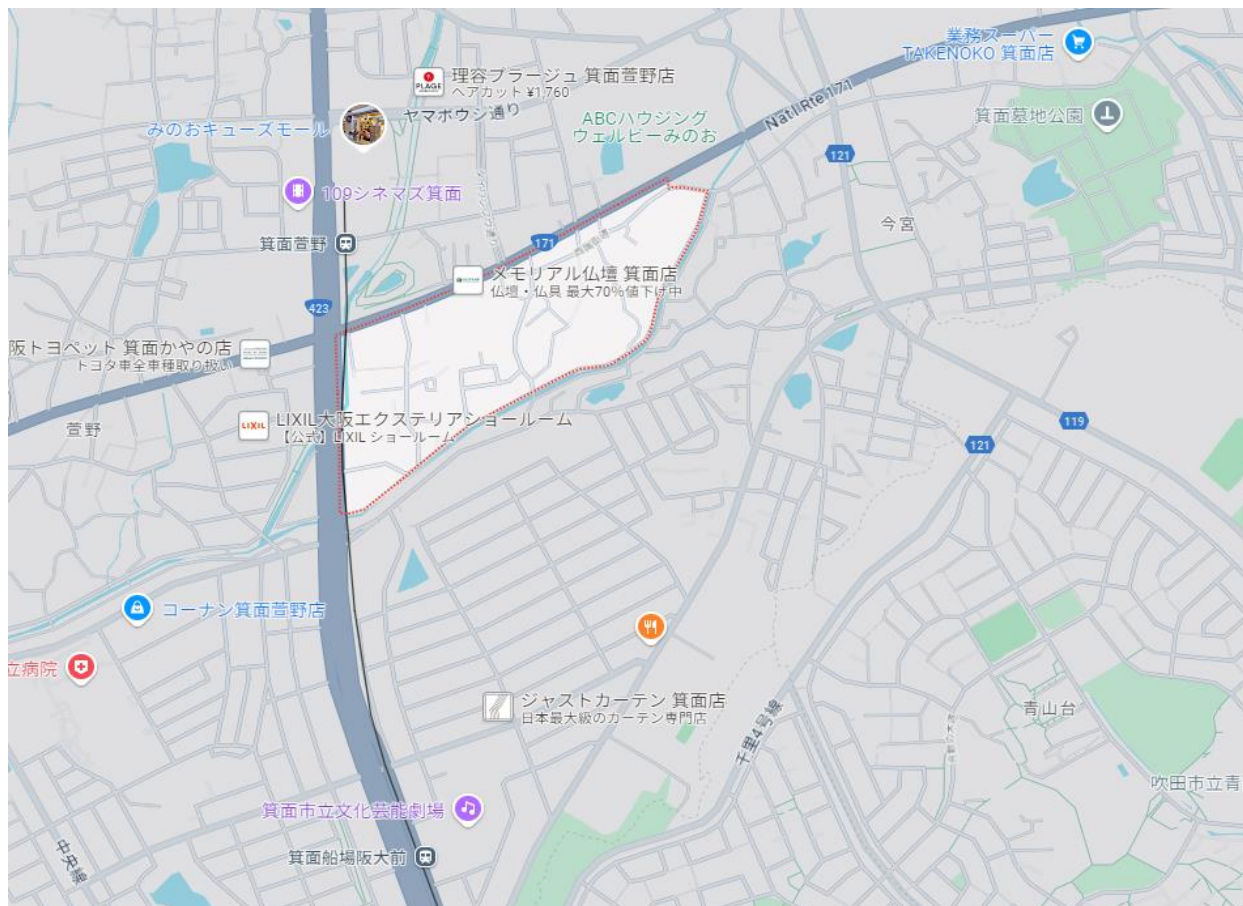 業務スーパー
TAKENOKO 箕面店
理容プラージュ 箕面萱野店
ヘアカット ¥1,760
PLAGE
ヤマボウシ通り
みのおキューズモール
ABCハウジング
ウェルビーみのお
Natl Rte 171
箕面墓地公園
121
109シネマズ箕面
今宮
箕面萱野
171
西国街道
メモリアル仏壇 箕面店
仏壇・仏具 最大70%値下げ中
423
阪トヨペット 箕面かやの店
トヨタ車全車種取り扱い
LIXIL
LIXIL大阪エクステリアショールーム
【公式】LIXIL ショールーム
萱野
119
121
コーナン箕面萱野店
立病院
ジャストカーテン 箕面店
日本最大級のカーテン専門店
千里4号線
青山台
吹田市立青
箕面市立文化芸能劇場
箕面船場阪大前
中央線